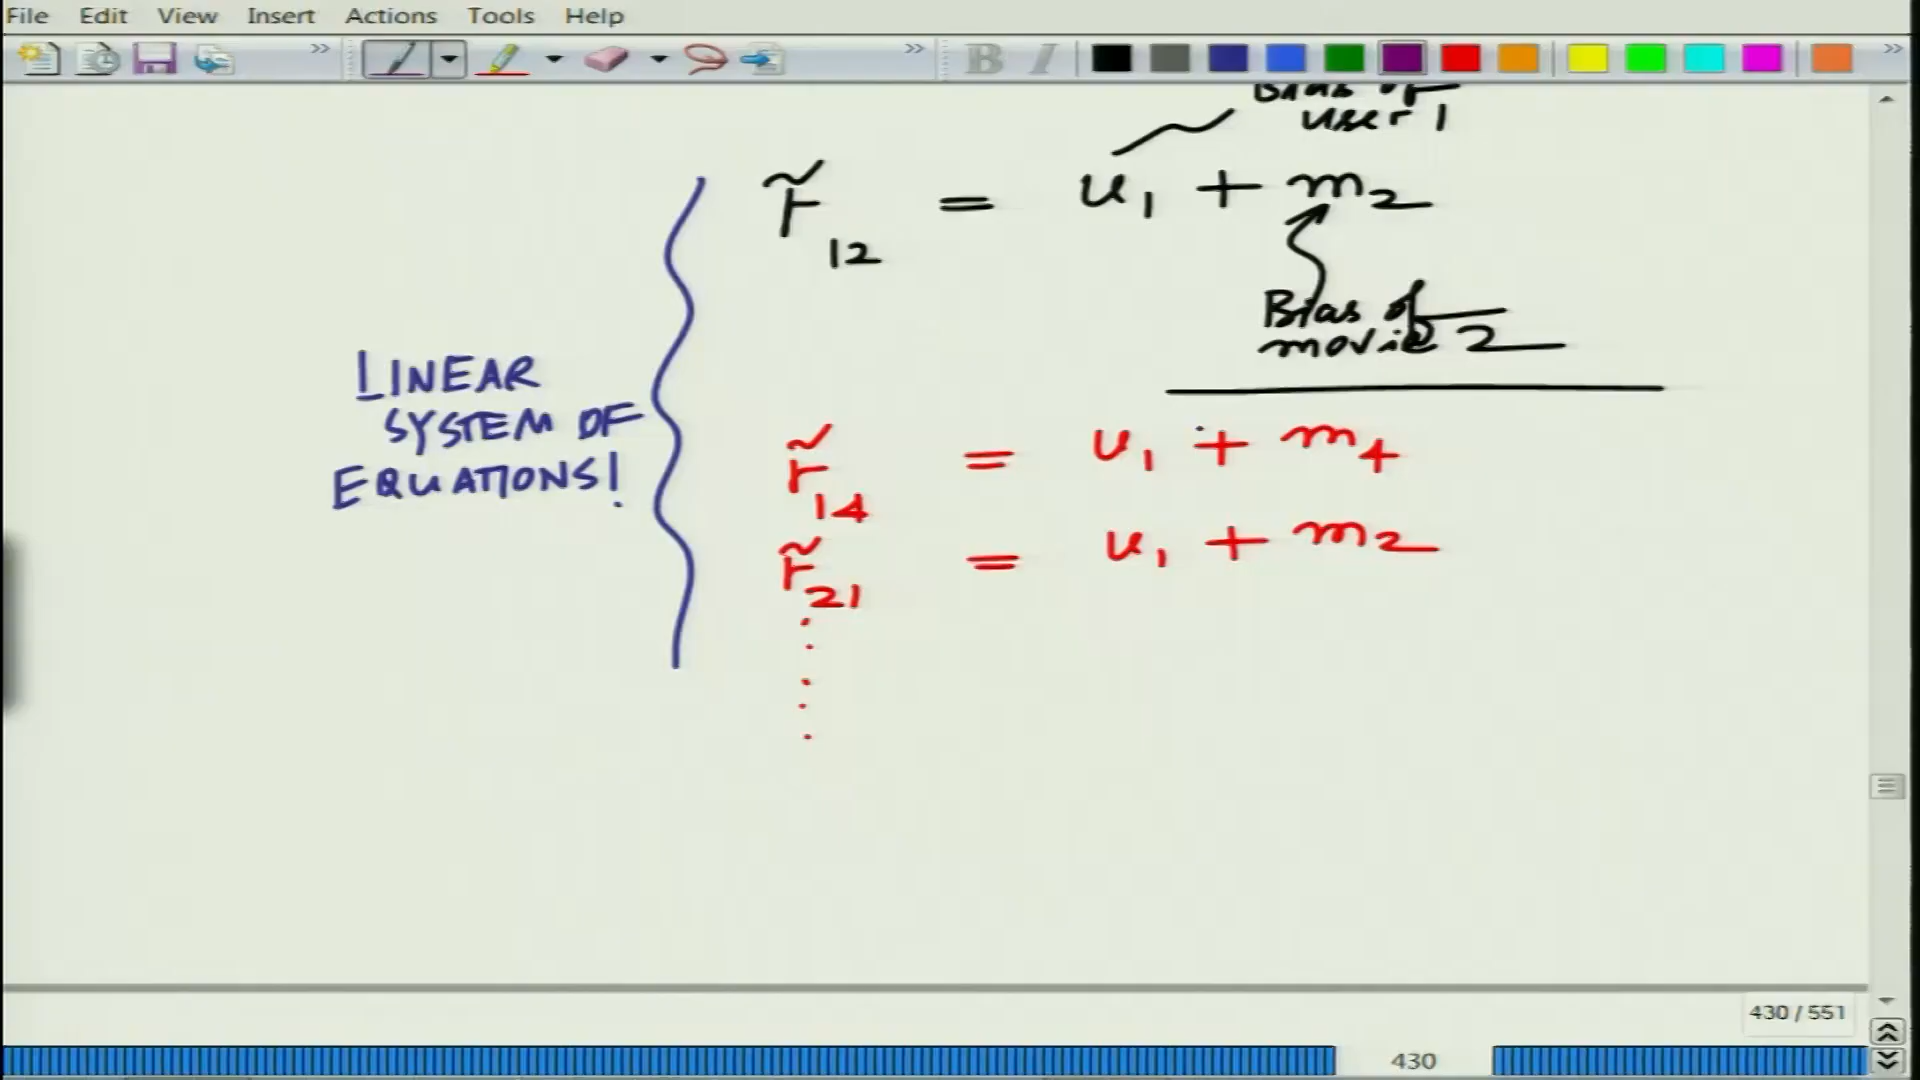 File Edit View Insert Actions Tools Help
B I
Bias of
user 1
r̃12 = u1 + m2
Bias of
movie 2
LINEAR
SYSTEM OF
EQUATIONS!
r̃14 = u1 + m4
r̃21 = u1 + m2
430 / 551
430